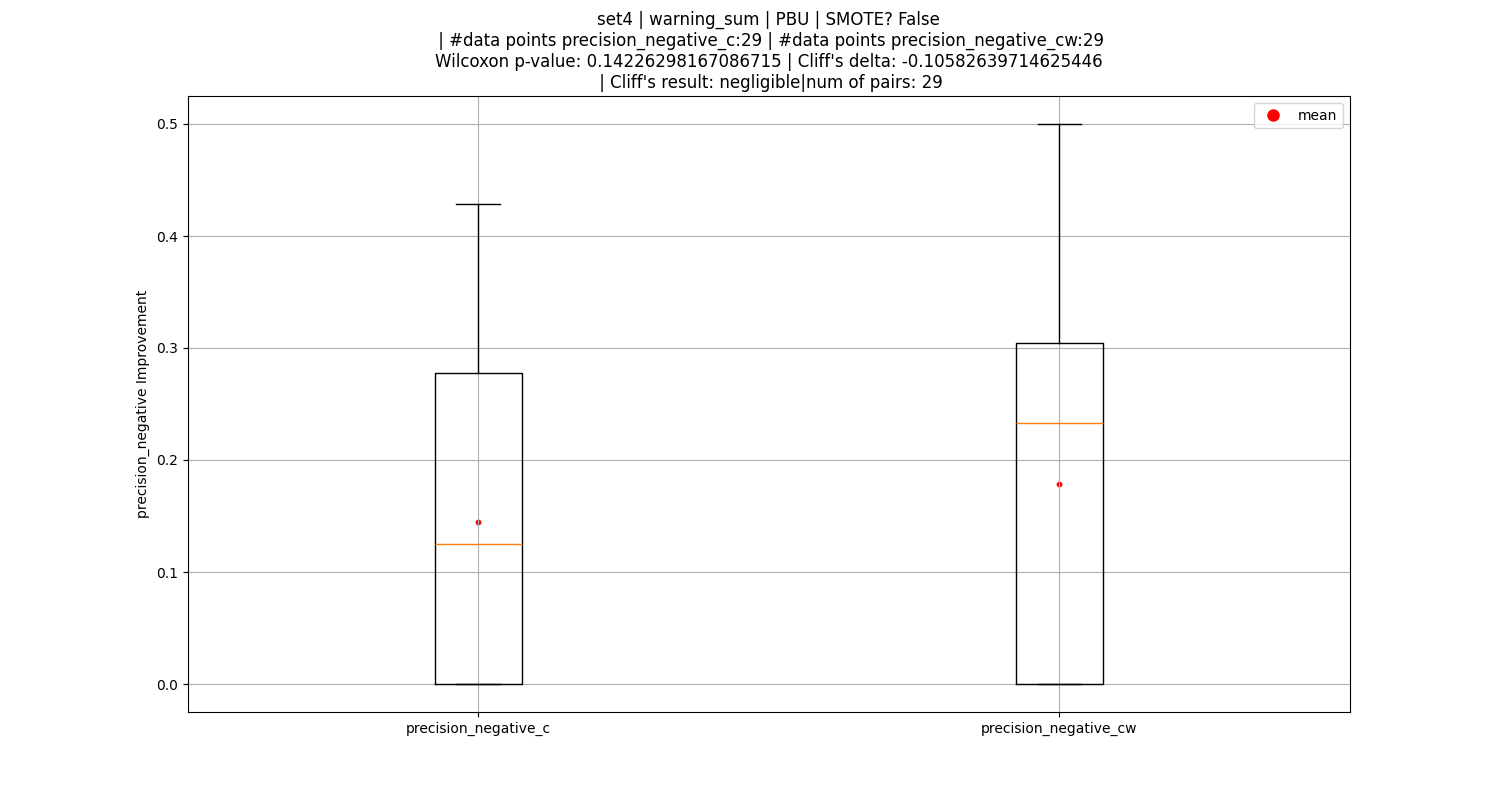 set4 | warning_sum | PBU | SMOTE? False
| #data points precision_negative_c:29 | #data points precision_negative_cw:29
Wilcoxon p-value: 0.14226298167086715 | Cliff's delta: -0.10582639714625446
| Cliff's result: negligible|num of pairs: 29
mean
0.5
0.4
0.3
0.2
0.1
0.0
precision_negative Improvement
precision_negative_c
precision_negative_cw